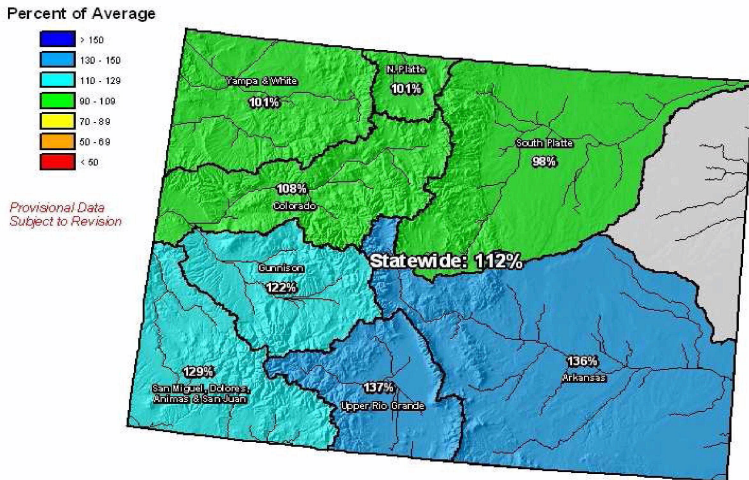 Percent of Average
> 150
130 - 150
110 - 129
90 - 109
70 - 89
50 - 69
< 50
Provisional Data
Subject to Revision
Yampa & White
101%
N. Platte
101%
South Platte
98%
108%
Colorado
Statewide: 112%
Gunnison
122%
129%
San Miguel, Dolores,
Animas & San Juan
137%
Upper Rio Grande
136%
Arkansas